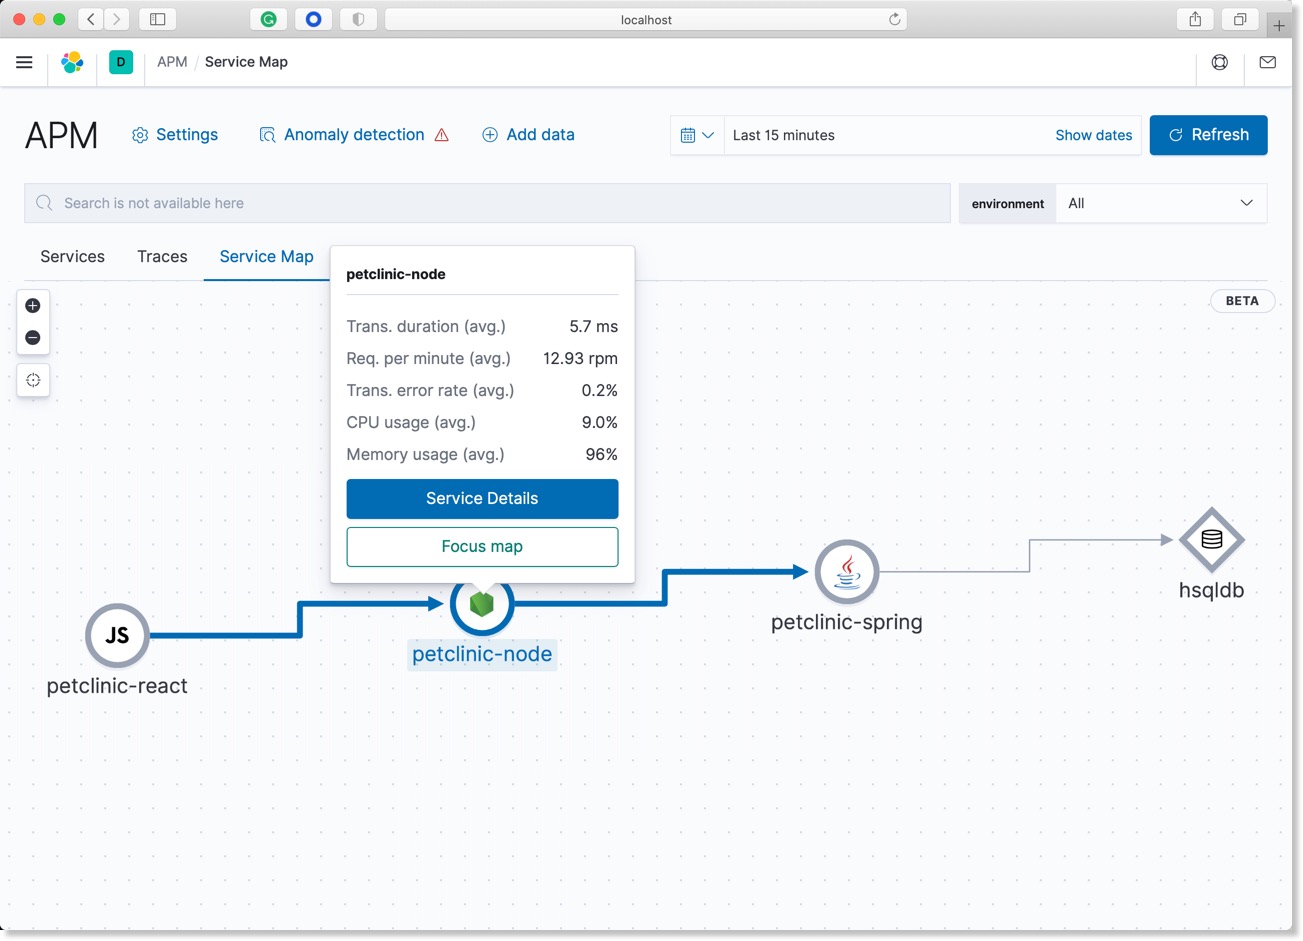 localhost
D
APM / Service Map
APM
Settings
Anomaly detection
Add data
Last 15 minutes
Show dates
Refresh
Search is not available here
environment
All
Services
Traces
Service Map
BETA
petclinic-node
Trans. duration (avg.) 5.7 ms
Req. per minute (avg.) 12.93 rpm
Trans. error rate (avg.) 0.2%
CPU usage (avg.) 9.0%
Memory usage (avg.) 96%
Service Details
Focus map
JS
petclinic-react
petclinic-node
petclinic-spring
hsqldb